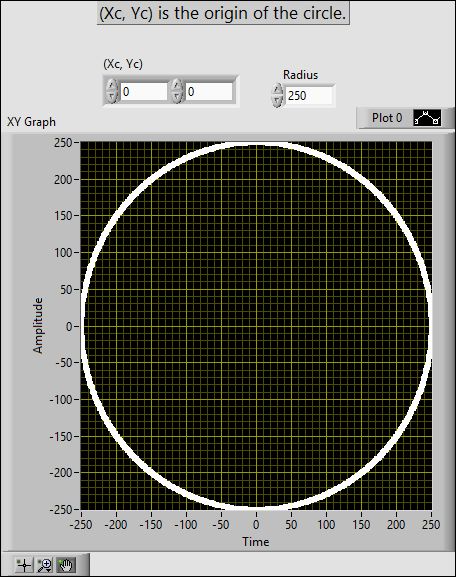 (Xc, Yc) is the origin of the circle.
(Xc, Yc)
Radius
0 0
250
Plot 0
XY Graph
250
200
150
100
50
0
-50
-100
-150
-200
-250
Amplitude
-250 -200 -150 -100 -50 0 50 100 150 200 250
Time